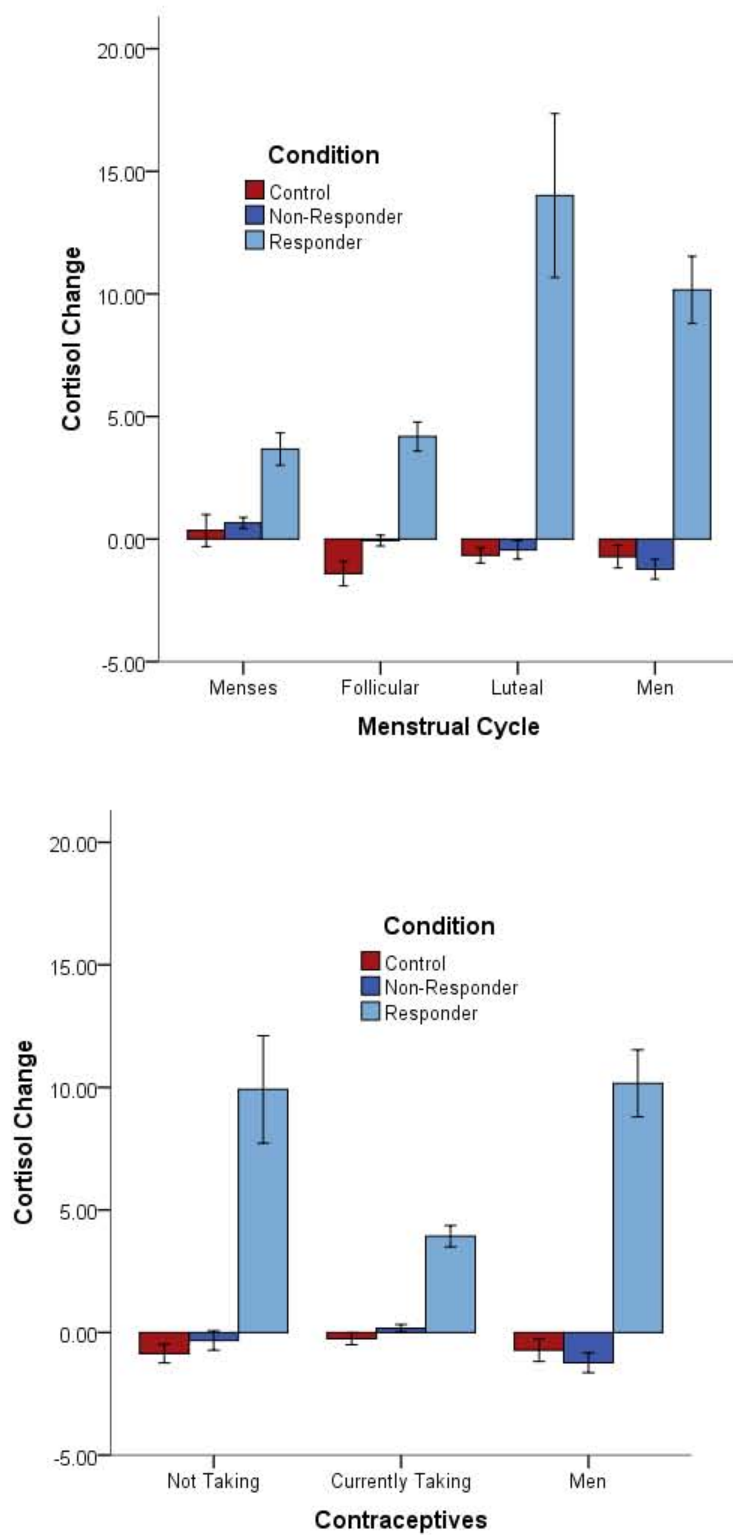 20.00
15.00
10.00
5.00
0.00
-5.00
Cortisol Change
Condition
Control
Non-Responder
Responder
Menses Follicular Luteal Men
Menstrual Cycle
20.00
15.00
10.00
5.00
0.00
-5.00
Cortisol Change
Condition
Control
Non-Responder
Responder
Not Taking Currently Taking Men
Contraceptives